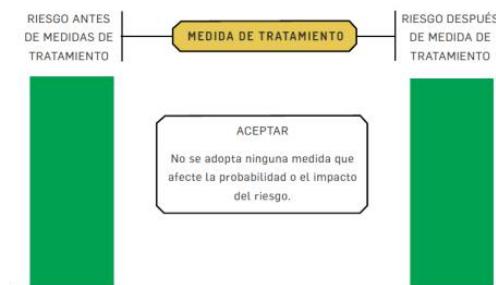 RIESGO ANTES
DE MEDIDAS DE
TRATAMIENTO
MEDIDA DE TRATAMIENTO
RIESGO DESPUÉS
DE MEDIDA DE
TRATAMIENTO
ACEPTAR
No se adopta ninguna medida que
afecte la probabilidad o el impacto
del riesgo.